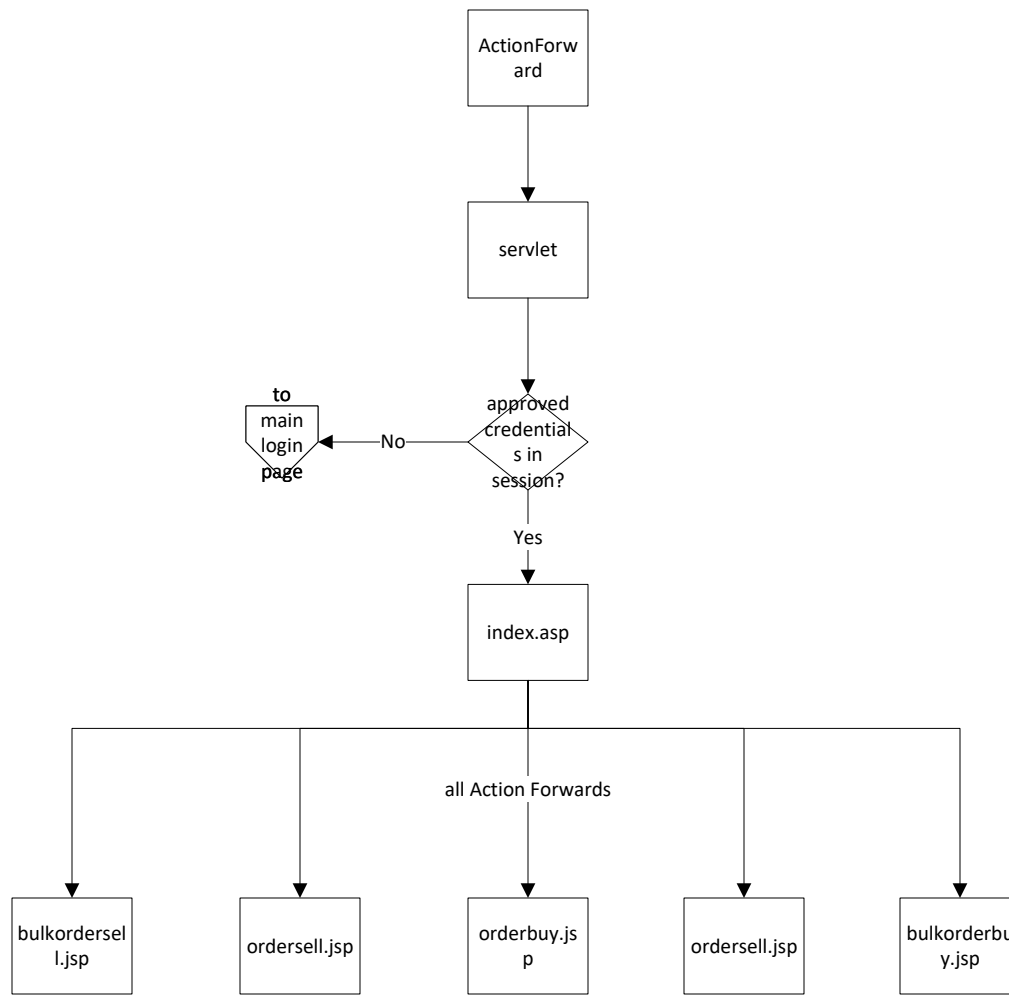 ActionForw
ard
servlet
to
main
login
page
No
approved
credential
s in
session?
Yes
index.asp
all Action Forwards
bulkordersel
l.jsp
ordersell.jsp
orderbuy.js
p
ordersell.jsp
bulkorderbu
y.jsp